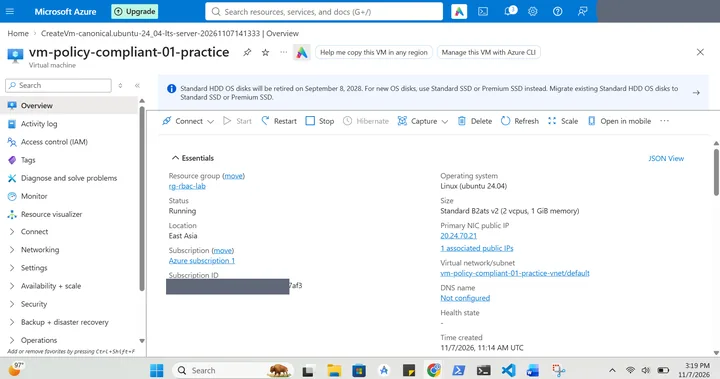 Microsoft Azure
Upgrade
Search resources, services, and docs (G+/)
Home > CreateVm-canonical.ubuntu-24_04-lts-server-20261107141333 | Overview >
vm-policy-compliant-01-practice
Virtual machine
Help me copy this VM in any region
Manage this VM with Azure CLI
Search
Overview
Activity log
Access control (IAM)
Tags
Diagnose and solve problems
Monitor
Resource visualizer
Connect
Networking
Settings
Availability + scale
Security
Backup + disaster recovery
Operations
Add or remove favorites by pressing Ctrl+Shift+F
Standard HDD OS disks will be retired on September 8, 2028. For new OS disks, use Standard SSD or Premium SSD instead. Migrate existing Standard HDD OS disks to
Standard SSD or Premium SSD.
Connect Start Restart Stop Hibernate Capture Delete Refresh Scale Open in mobile
Essentials
JSON View
Resource group (move)
rg-rbac-lab
Status
Running
Location
East Asia
Subscription (move)
Azure subscription 1
Subscription ID
7af3
Operating system
Linux (ubuntu 24.04)
Size
Standard B2ats v2 (2 vcpus, 1 GiB memory)
Primary NIC public IP
20.24.70.21
1 associated public IPs
Virtual network/subnet
vm-policy-compliant-01-practice-vnet/default
DNS name
Not configured
Health state
-
Time created
11/7/2026, 11:14 AM UTC
97°
Search
3:19 PM
11/7/2026